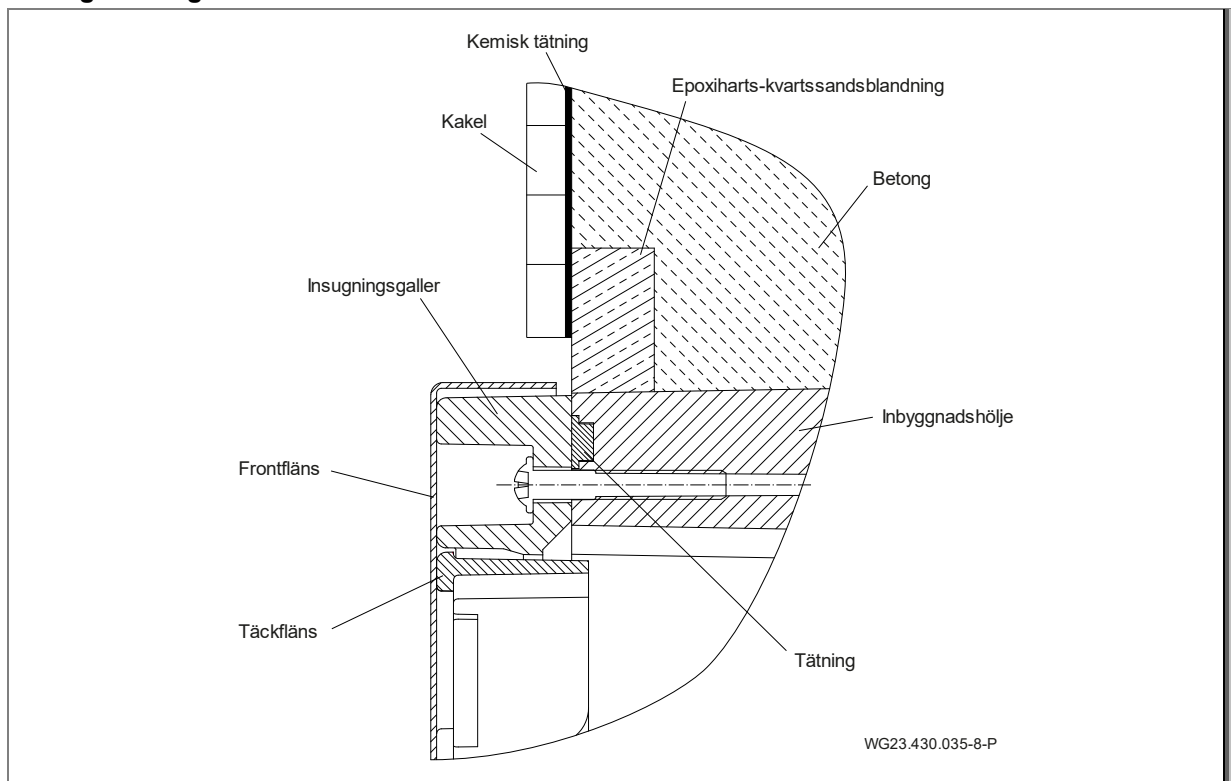 Kemisk tätning
Epoxiharts-kvartssandsblandning
Kakel
Betong
Insugningsgaller
Inbyggnadshölje
Frontfläns
Täckfläns
Tätning
WG23.430.035-8-P